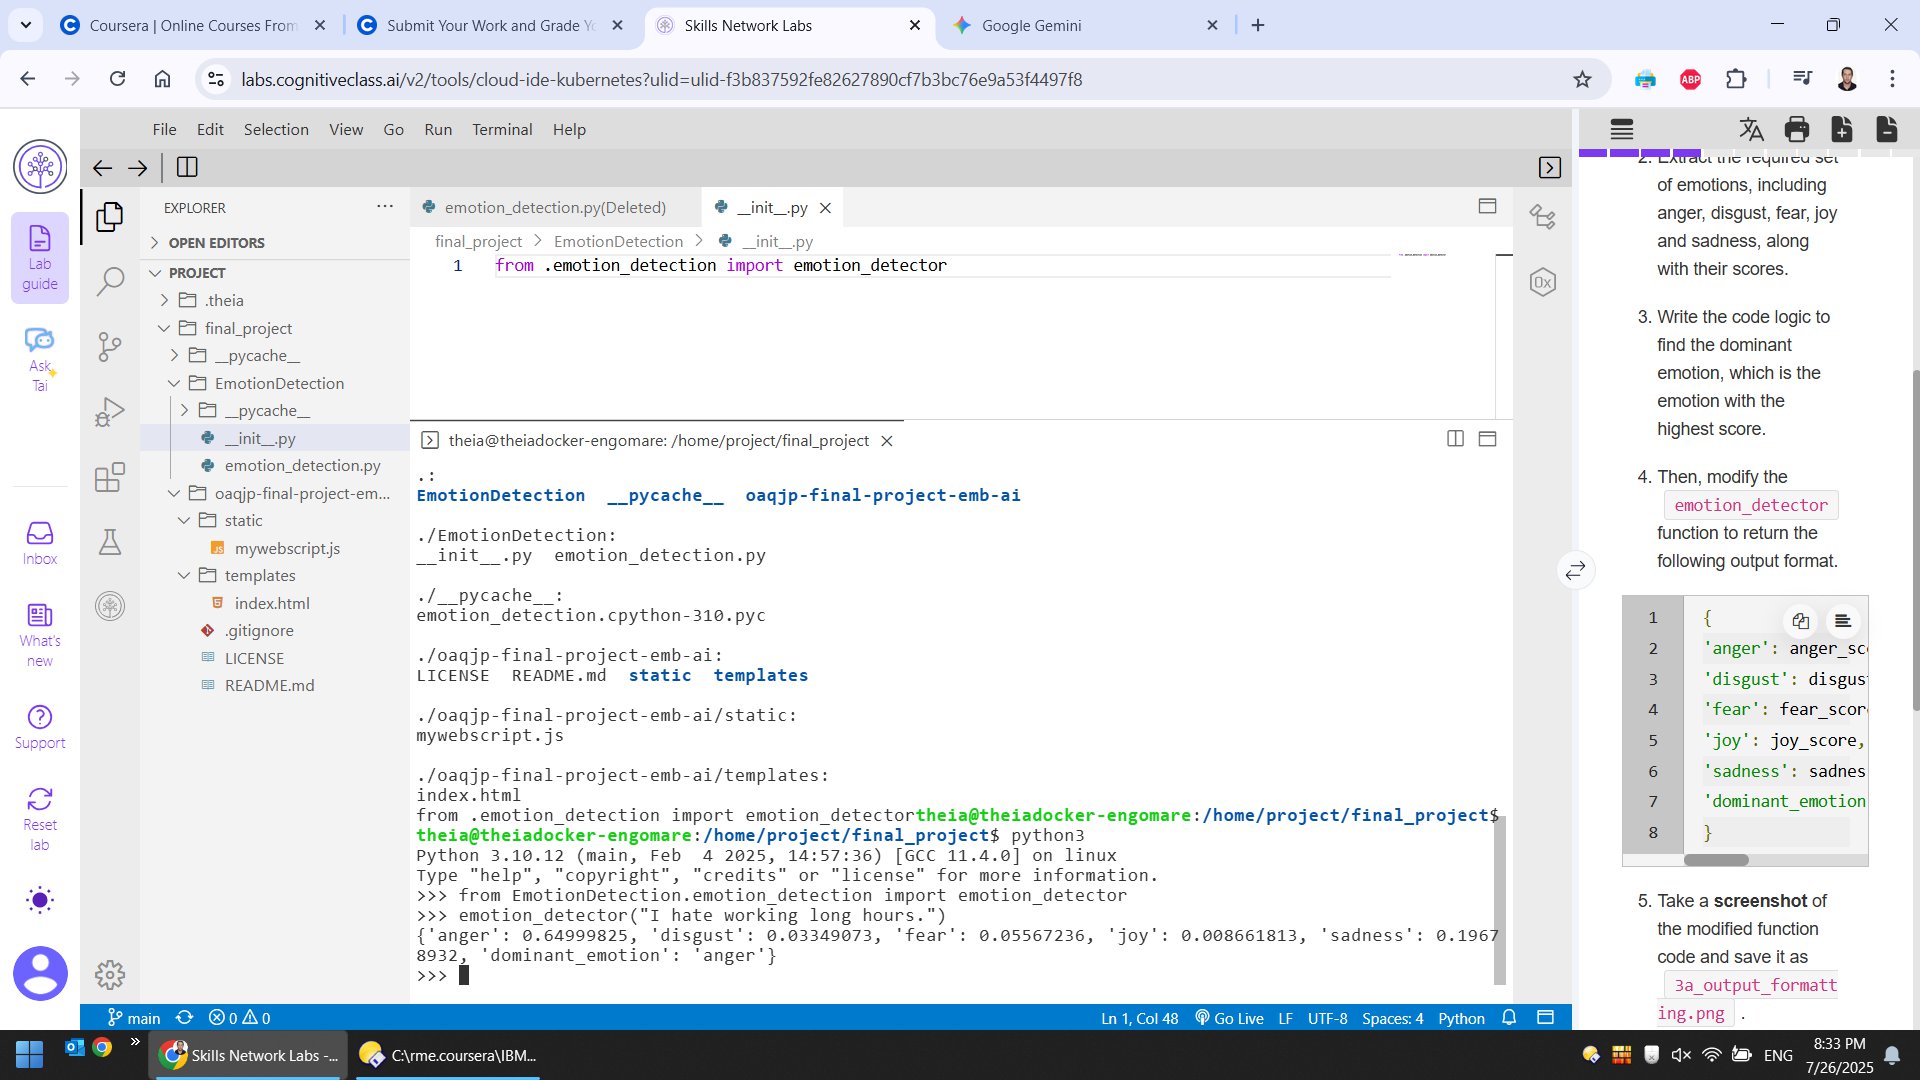 Coursera | Online Courses From
Submit Your Work and Grade Yo
Skills Network Labs
Google Gemini
labs.cognitiveclass.ai/v2/tools/cloud-ide-kubernetes?ulid=ulid-f3b837592fe82627890cf7b3bc76e9a53f4497f8
ABP
File Edit Selection View Go Run Terminal Help
Lab
guide
Ask
Tai
Inbox
What's
new
Support
Reset
lab
EXPLORER
OPEN EDITORS
PROJECT
.theia
final_project
__pycache__
EmotionDetection
__pycache__
__init__.py
emotion_detection.py
oaqjp-final-project-em...
static
mywebscript.js
templates
index.html
.gitignore
LICENSE
README.md
emotion_detection.py(Deleted)
__init__.py
final_project > EmotionDetection > __init__.py
1 from .emotion_detection import emotion_detector
theia@theiadocker-engomare: /home/project/final_project
.:
EmotionDetection __pycache__ oaqjp-final-project-emb-ai
./EmotionDetection:
__init__.py emotion_detection.py
./__pycache__:
emotion_detection.cpython-310.pyc
./oaqjp-final-project-emb-ai:
LICENSE README.md static templates
./oaqjp-final-project-emb-ai/static:
mywebscript.js
./oaqjp-final-project-emb-ai/templates:
index.html
from .emotion_detection import emotion_detectortheia@theiadocker-engomare:/home/project/final_project$
theia@theiadocker-engomare:/home/project/final_project$ python3
Python 3.10.12 (main, Feb 4 2025, 14:57:36) [GCC 11.4.0] on linux
Type "help", "copyright", "credits" or "license" for more information.
>>> from EmotionDetection.emotion_detection import emotion_detector
>>> emotion_detector("I hate working long hours.")
{'anger': 0.64999825, 'disgust': 0.03349073, 'fear': 0.05567236, 'joy': 0.008661813, 'sadness': 0.1967
8932, 'dominant_emotion': 'anger'}
>>>
2. Extract the required set
of emotions, including
anger, disgust, fear, joy
and sadness, along
with their scores.
3. Write the code logic to
find the dominant
emotion, which is the
emotion with the
highest score.
4. Then, modify the
emotion_detector
function to return the
following output format.
1 {
2 'anger': anger_sco
3 'disgust': disgust
4 'fear': fear_score
5 'joy': joy_score,
6 'sadness': sadnes
7 'dominant_emotion
8 }
5. Take a screenshot of
the modified function
code and save it as
3a_output_formatt
ing.png .
main 0 0
Ln 1, Col 48 Go Live LF UTF-8 Spaces: 4 Python
Skills Network Labs -...
C:\rme.coursera\IBM...
ENG
8:33 PM
7/26/2025